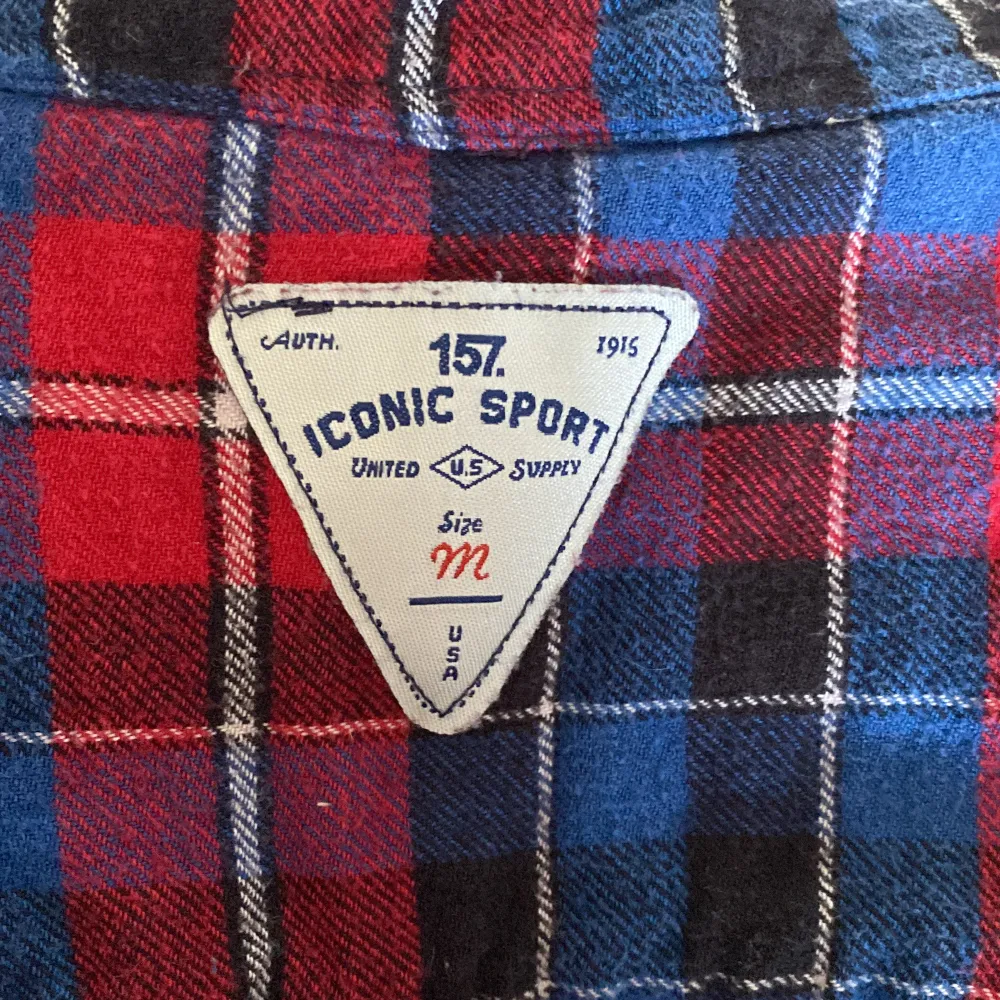 AUTH. 157. 1915
ICONIC SPORT
UNITED U.S SUPPLY
Size
M
USA